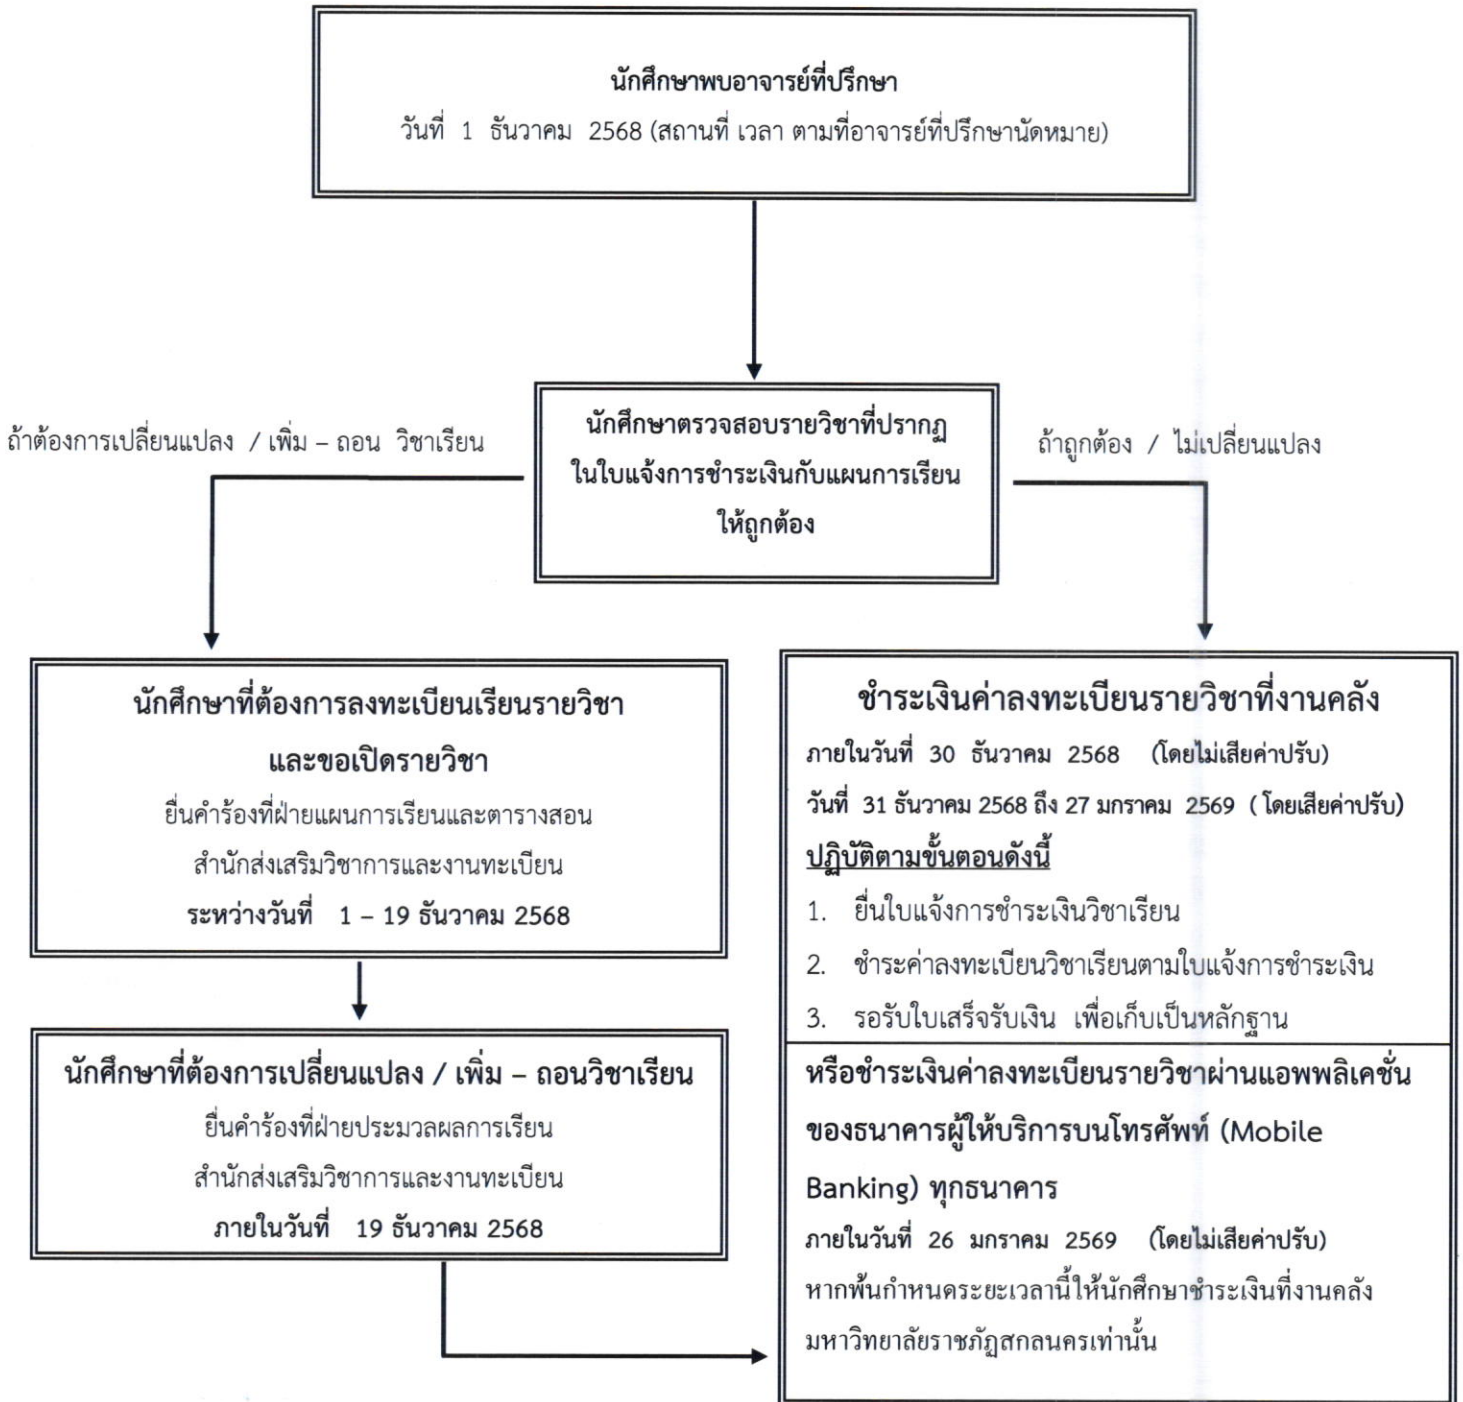 นักศึกษาพบอาจารย์ที่ปรึกษา
วันที่ 1 ธันวาคม 2568 (สถานที่ เวลา ตามที่อาจารย์ที่ปรึกษานัดหมาย)
ถ้าต้องการเปลี่ยนแปลง / เพิ่ม – ถอน วิชาเรียน
นักศึกษาตรวจสอบรายวิชาที่ปรากฏ
ในใบแจ้งการชำระเงินกับแผนการเรียน
ให้ถูกต้อง
ถ้าถูกต้อง / ไม่เปลี่ยนแปลง
นักศึกษาที่ต้องการลงทะเบียนเรียนรายวิชา
และขอเปิดรายวิชา
ยื่นคำร้องที่ฝ่ายแผนการเรียนและตารางสอน
สำนักส่งเสริมวิชาการและงานทะเบียน
ระหว่างวันที่ 1 – 19 ธันวาคม 2568
นักศึกษาที่ต้องการเปลี่ยนแปลง / เพิ่ม – ถอนวิชาเรียน
ยื่นคำร้องที่ฝ่ายประมวลผลการเรียน
สำนักส่งเสริมวิชาการและงานทะเบียน
ภายในวันที่ 19 ธันวาคม 2568
ชำระเงินค่าลงทะเบียนรายวิชาที่งานคลัง
ภายในวันที่ 30 ธันวาคม 2568 (โดยไม่เสียค่าปรับ)
วันที่ 31 ธันวาคม 2568 ถึง 27 มกราคม 2569 ( โดยเสียค่าปรับ)
ปฏิบัติตามขั้นตอนดังนี้
1. ยื่นใบแจ้งการชำระเงินวิชาเรียน
2. ชำระค่าลงทะเบียนวิชาเรียนตามใบแจ้งการชำระเงิน
3. รอรับใบเสร็จรับเงิน เพื่อเก็บเป็นหลักฐาน
หรือชำระเงินค่าลงทะเบียนรายวิชาผ่านแอพพลิเคชั่น
ของธนาคารผู้ให้บริการบนโทรศัพท์ (Mobile
Banking) ทุกธนาคาร
ภายในวันที่ 26 มกราคม 2569 (โดยไม่เสียค่าปรับ)
หากพ้นกำหนดระยะเวลานี้ให้นักศึกษาชำระเงินที่งานคลัง
มหาวิทยาลัยราชภัฏสกลนครเท่านั้น